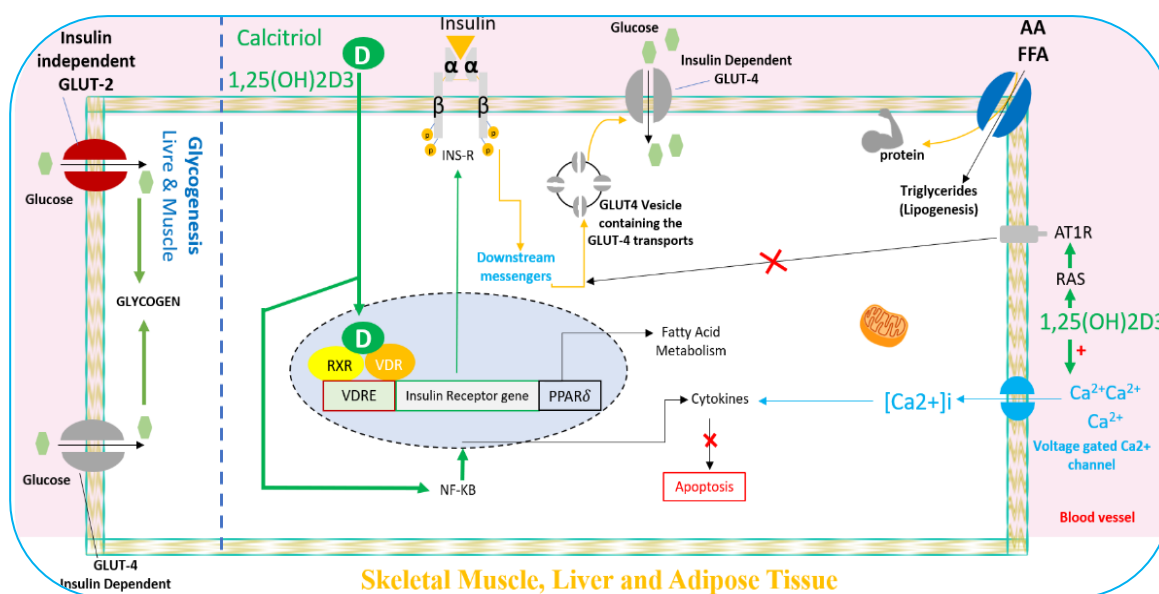 Insulin
independent
GLUT-2
Calcitriol
1,25(OH)2D3
D
Insulin
α α
β β
p
p
p
p
INS-R
Glucose
Insulin Dependent
GLUT-4
AA
FFA
protein
Triglycerides
(Lipogenesis)
Glucose
Glycogenesis
Livre & Muscle
GLYCOGEN
GLUT4 Vesicle
containing the
GLUT-4 transports
Downstream
messengers
AT1R
RAS
1,25(OH)2D3
+
D
RXR
VDR
VDRE
Insulin Receptor gene
PPARδ
Fatty Acid
Metabolism
Cytokines
[Ca2+]i
Ca²⁺Ca²⁺
Ca²⁺
Voltage gated Ca2+
channel
Glucose
NF-KB
Apoptosis
Blood vessel
GLUT-4
Insulin Dependent
Skeletal Muscle, Liver and Adipose Tissue